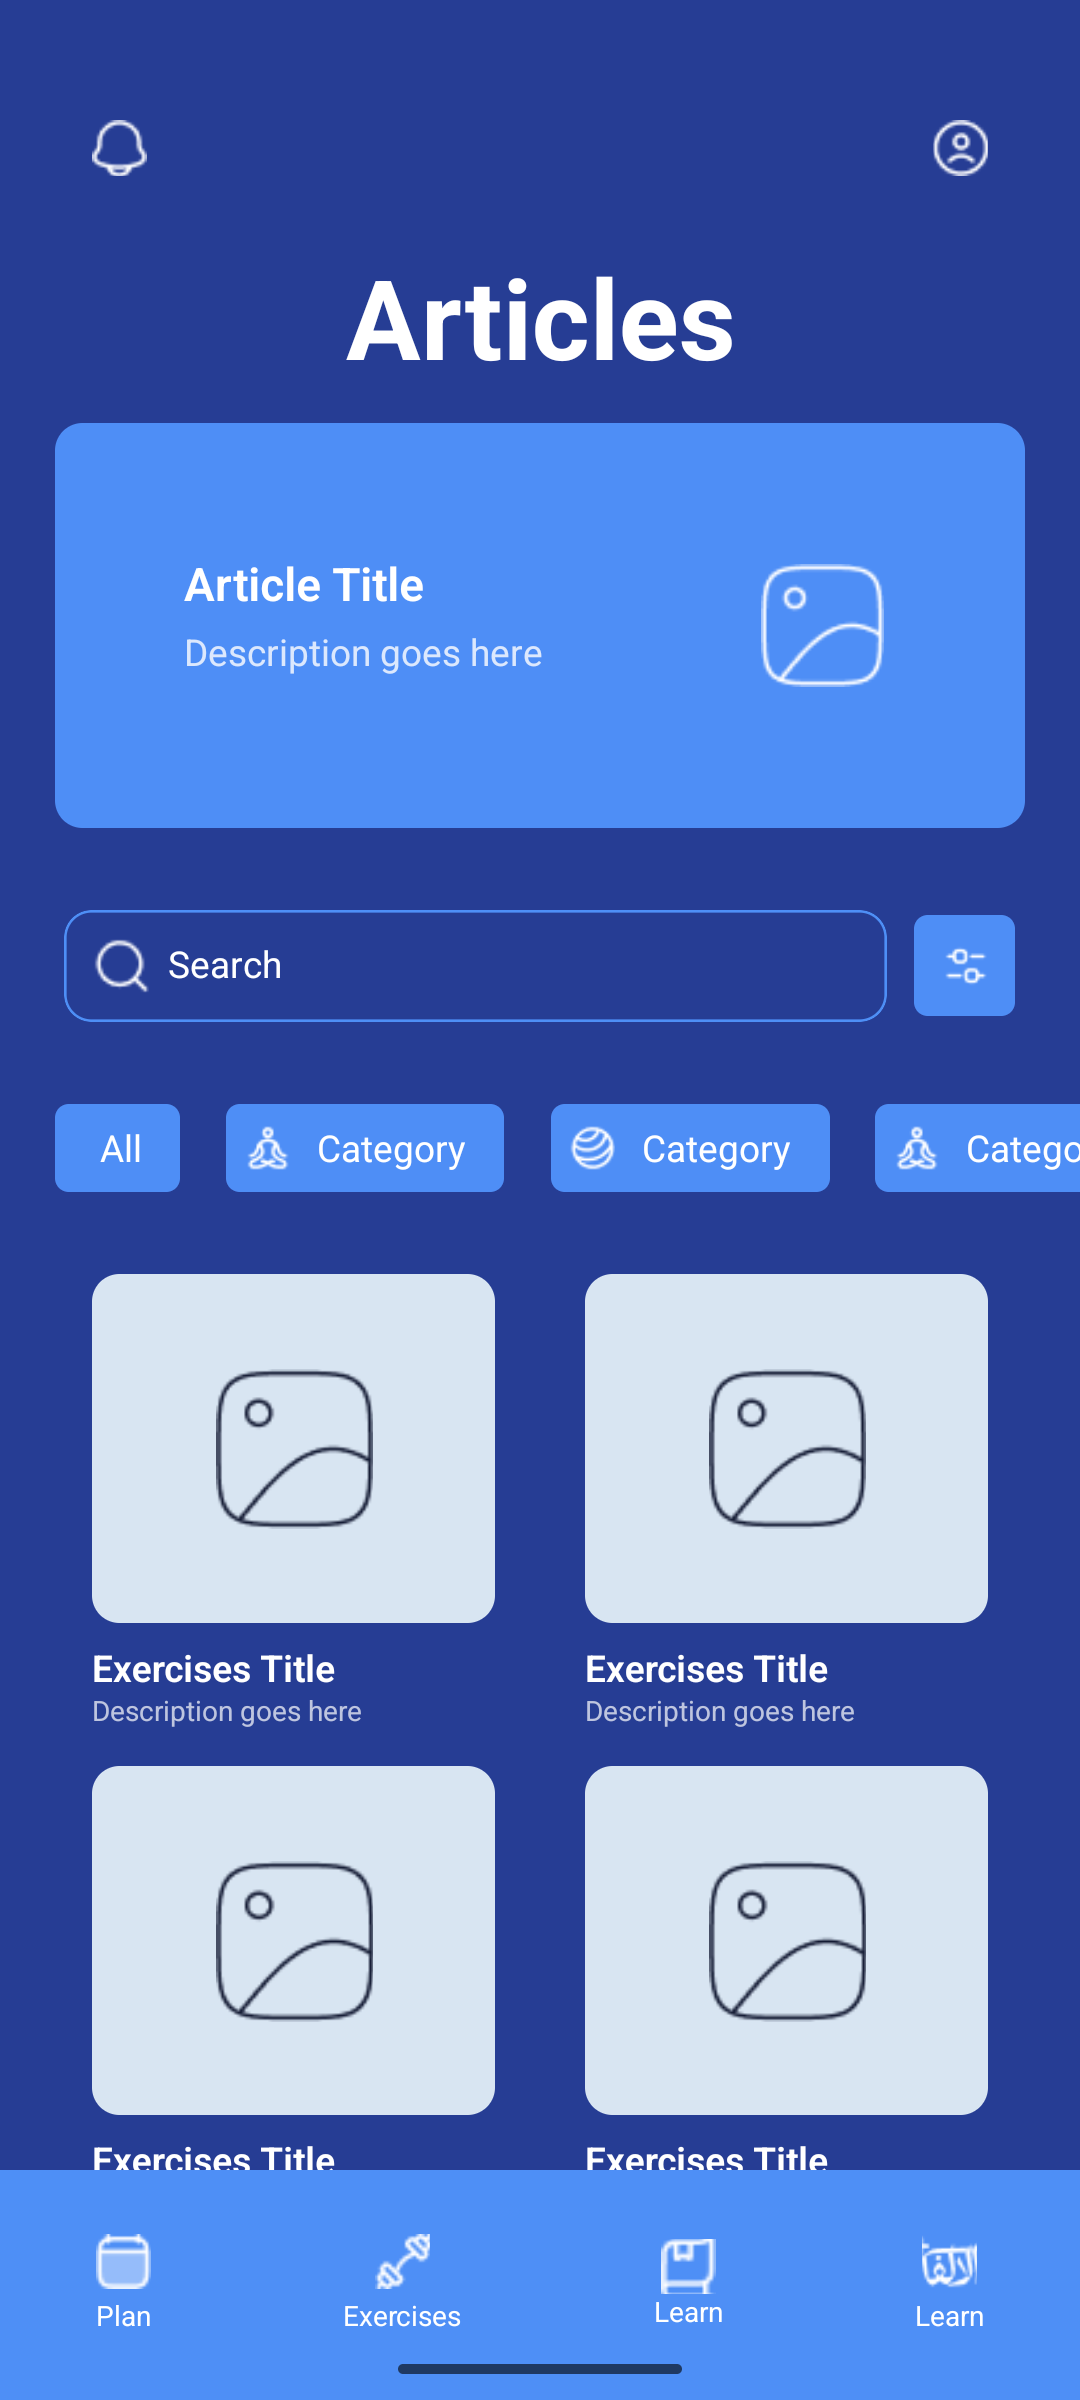 Articles
Article Title
Description goes here
Search
All
Category
Category
Catego
Exercises Title
Exercises Title
Description goes here
Description goes here
Exercises Title
Exercises Title
Plan
Exercises
Learn
Learn